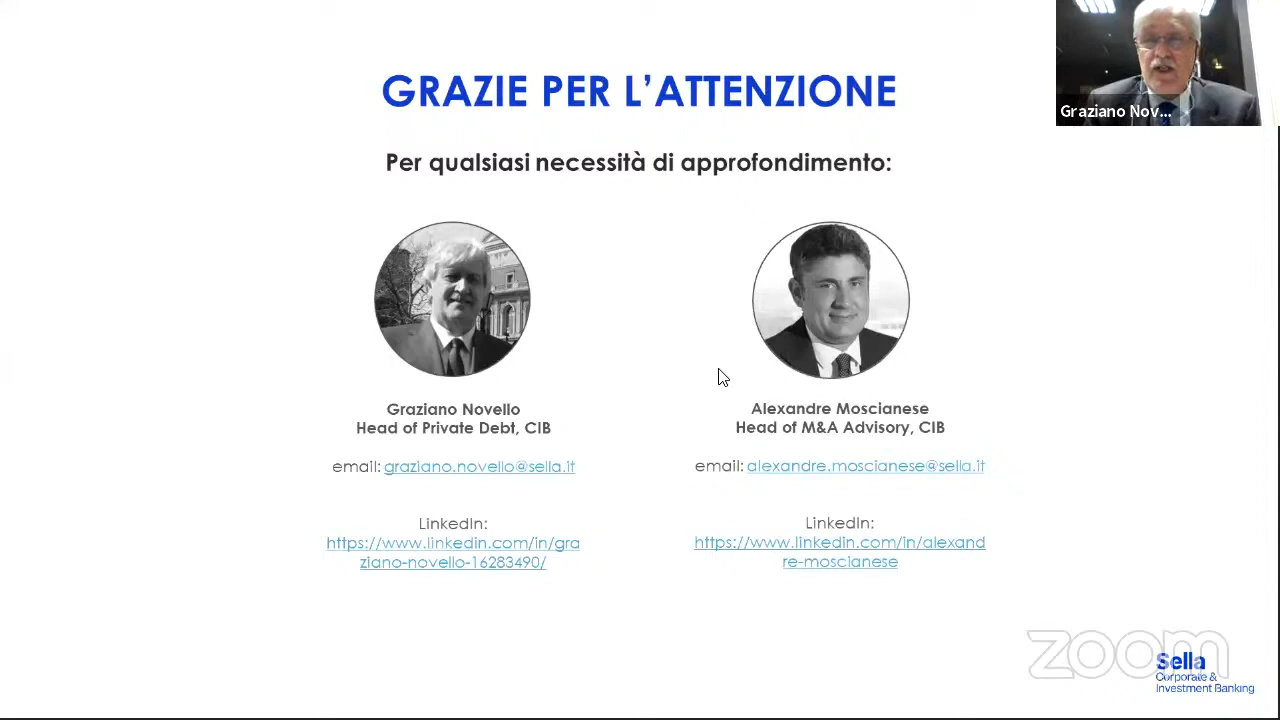 Graziano Nov...
GRAZIE PER L’ATTENZIONE
Per qualsiasi necessità di approfondimento:
Graziano Novello
Head of Private Debt, CIB
email: graziano.novello@sella.it
LinkedIn:
https://www.linkedin.com/in/gra
ziano-novello-16283490/
Alexandre Moscianese
Head of M&A Advisory, CIB
email: alexandre.moscianese@sella.it
LinkedIn:
https://www.linkedin.com/in/alexand
re-moscianese
zoom
Sella
Corporate &
Investment Banking